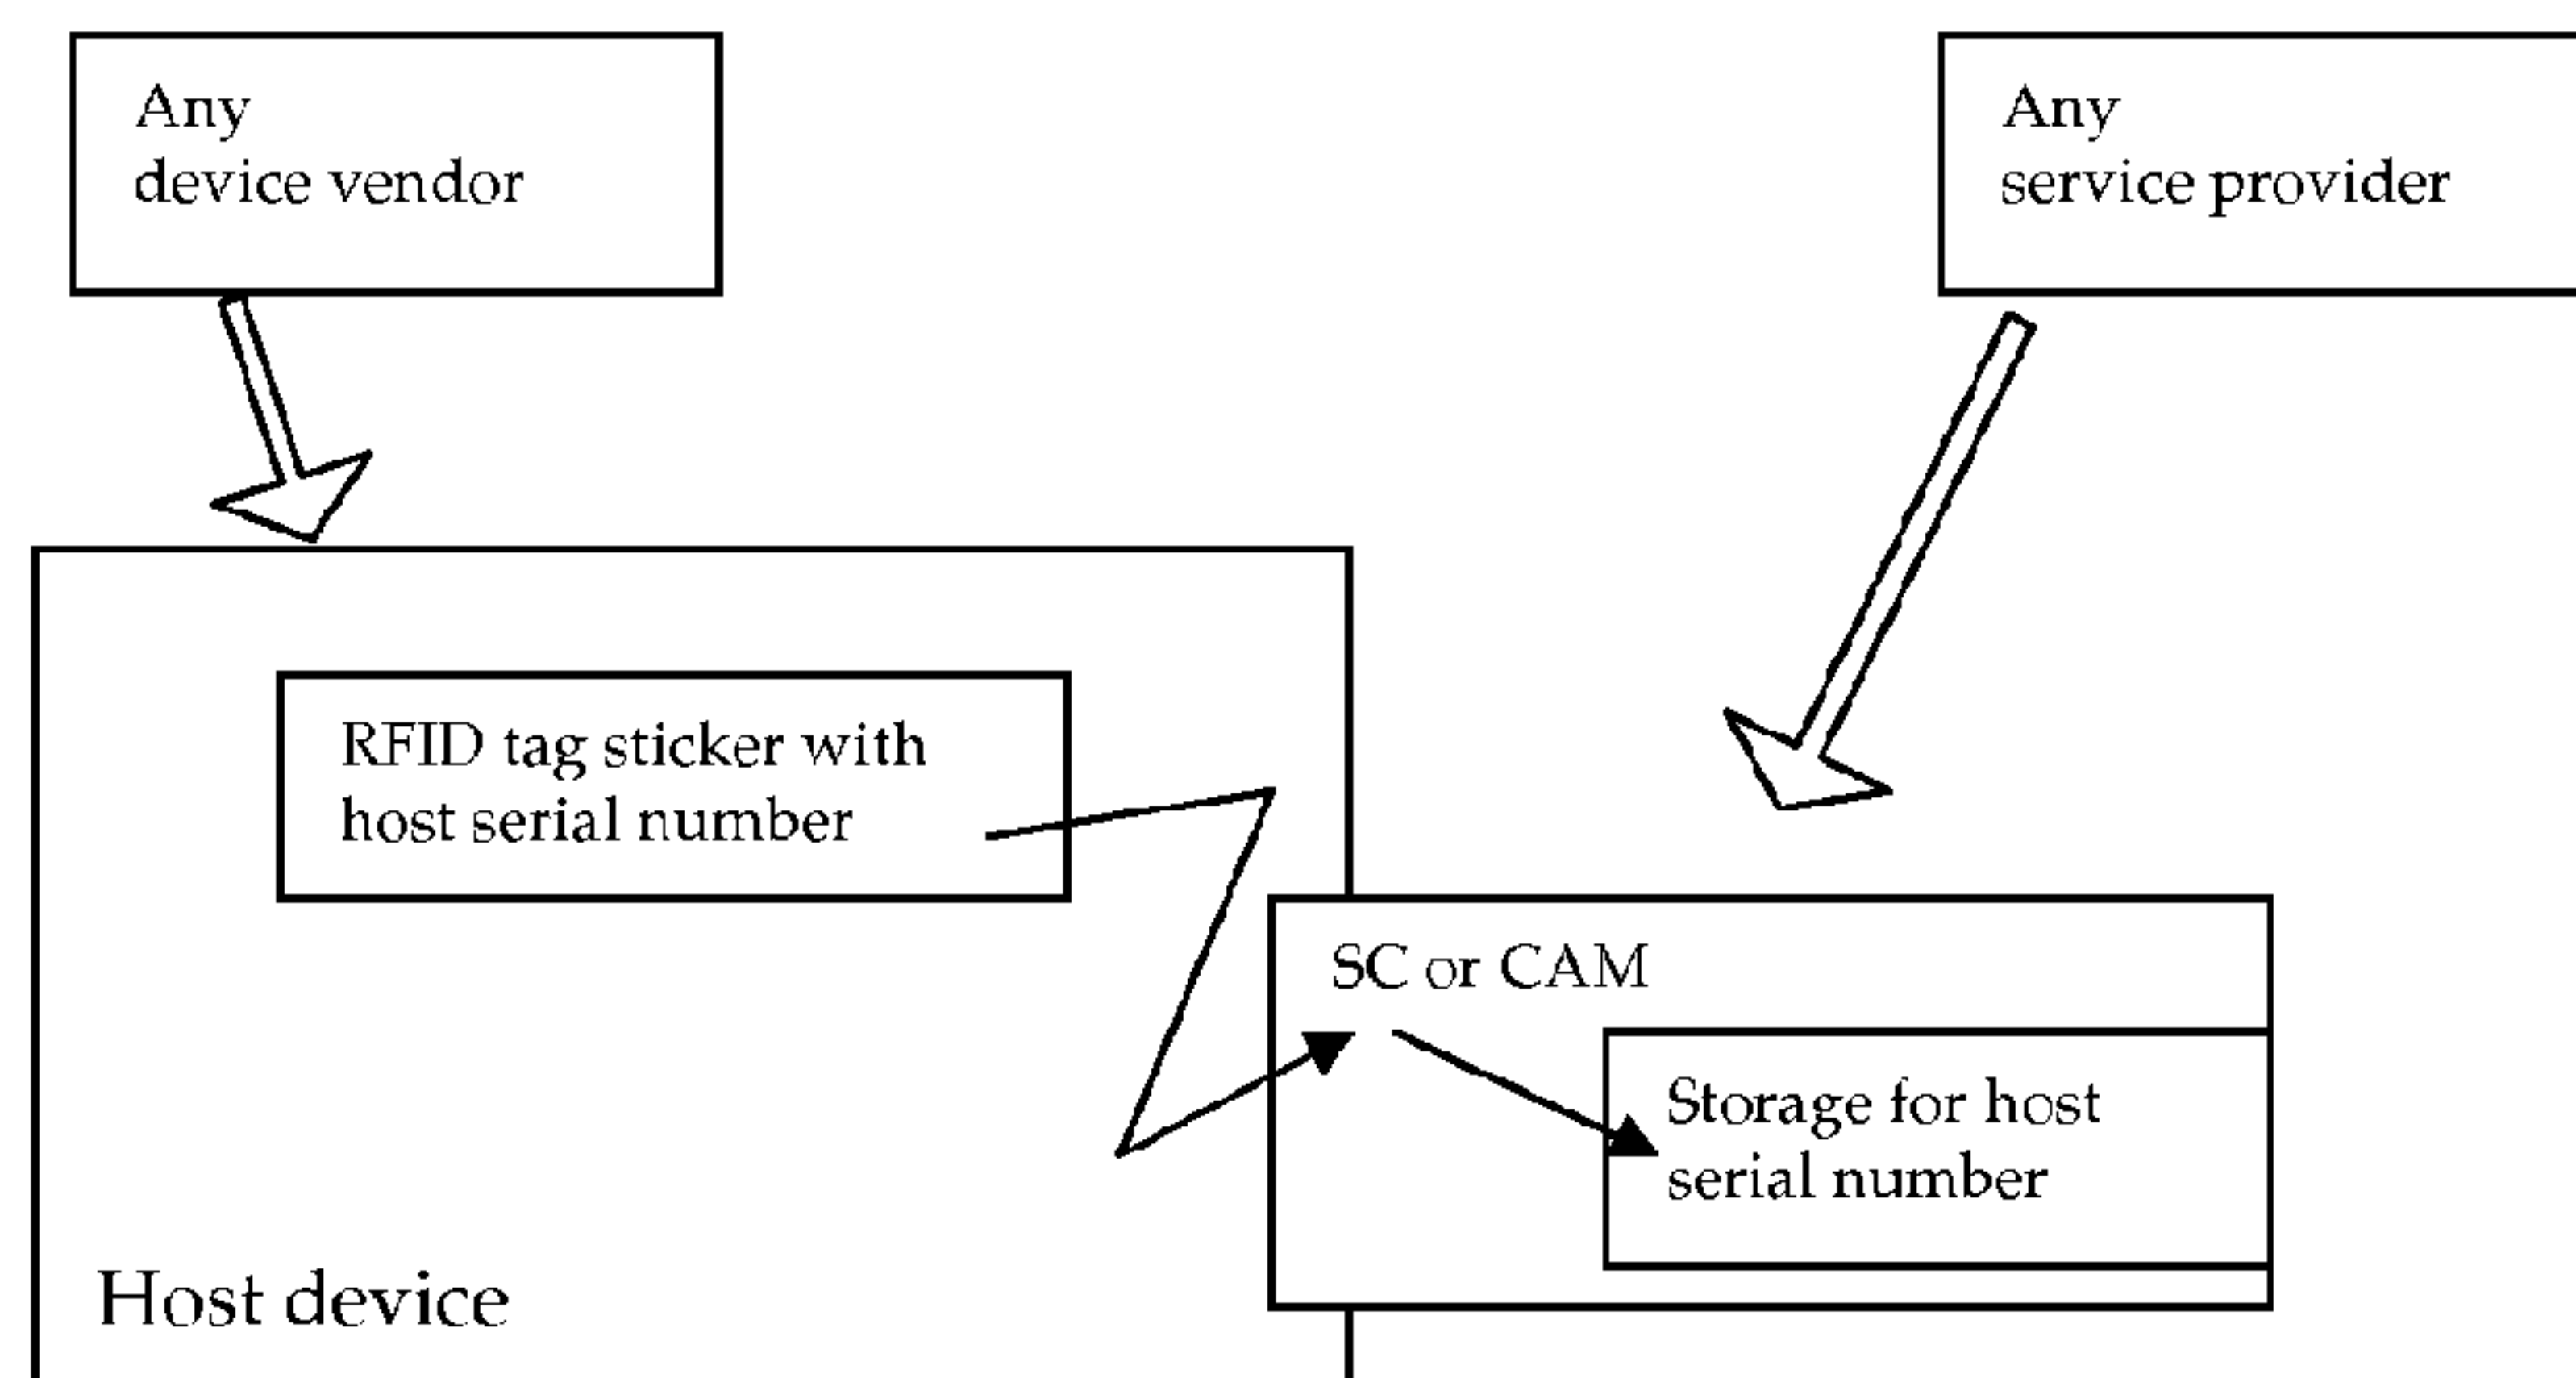 Any
device vendor
Any
service provider
RFID tag sticker with
host serial number
SC or CAM
Storage for host
serial number
Host device